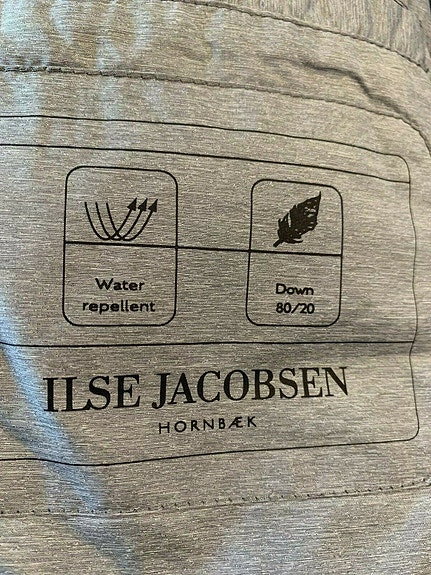 Water
repellent
Down
80/20
ILSE JACOBSEN
HORNBÆK